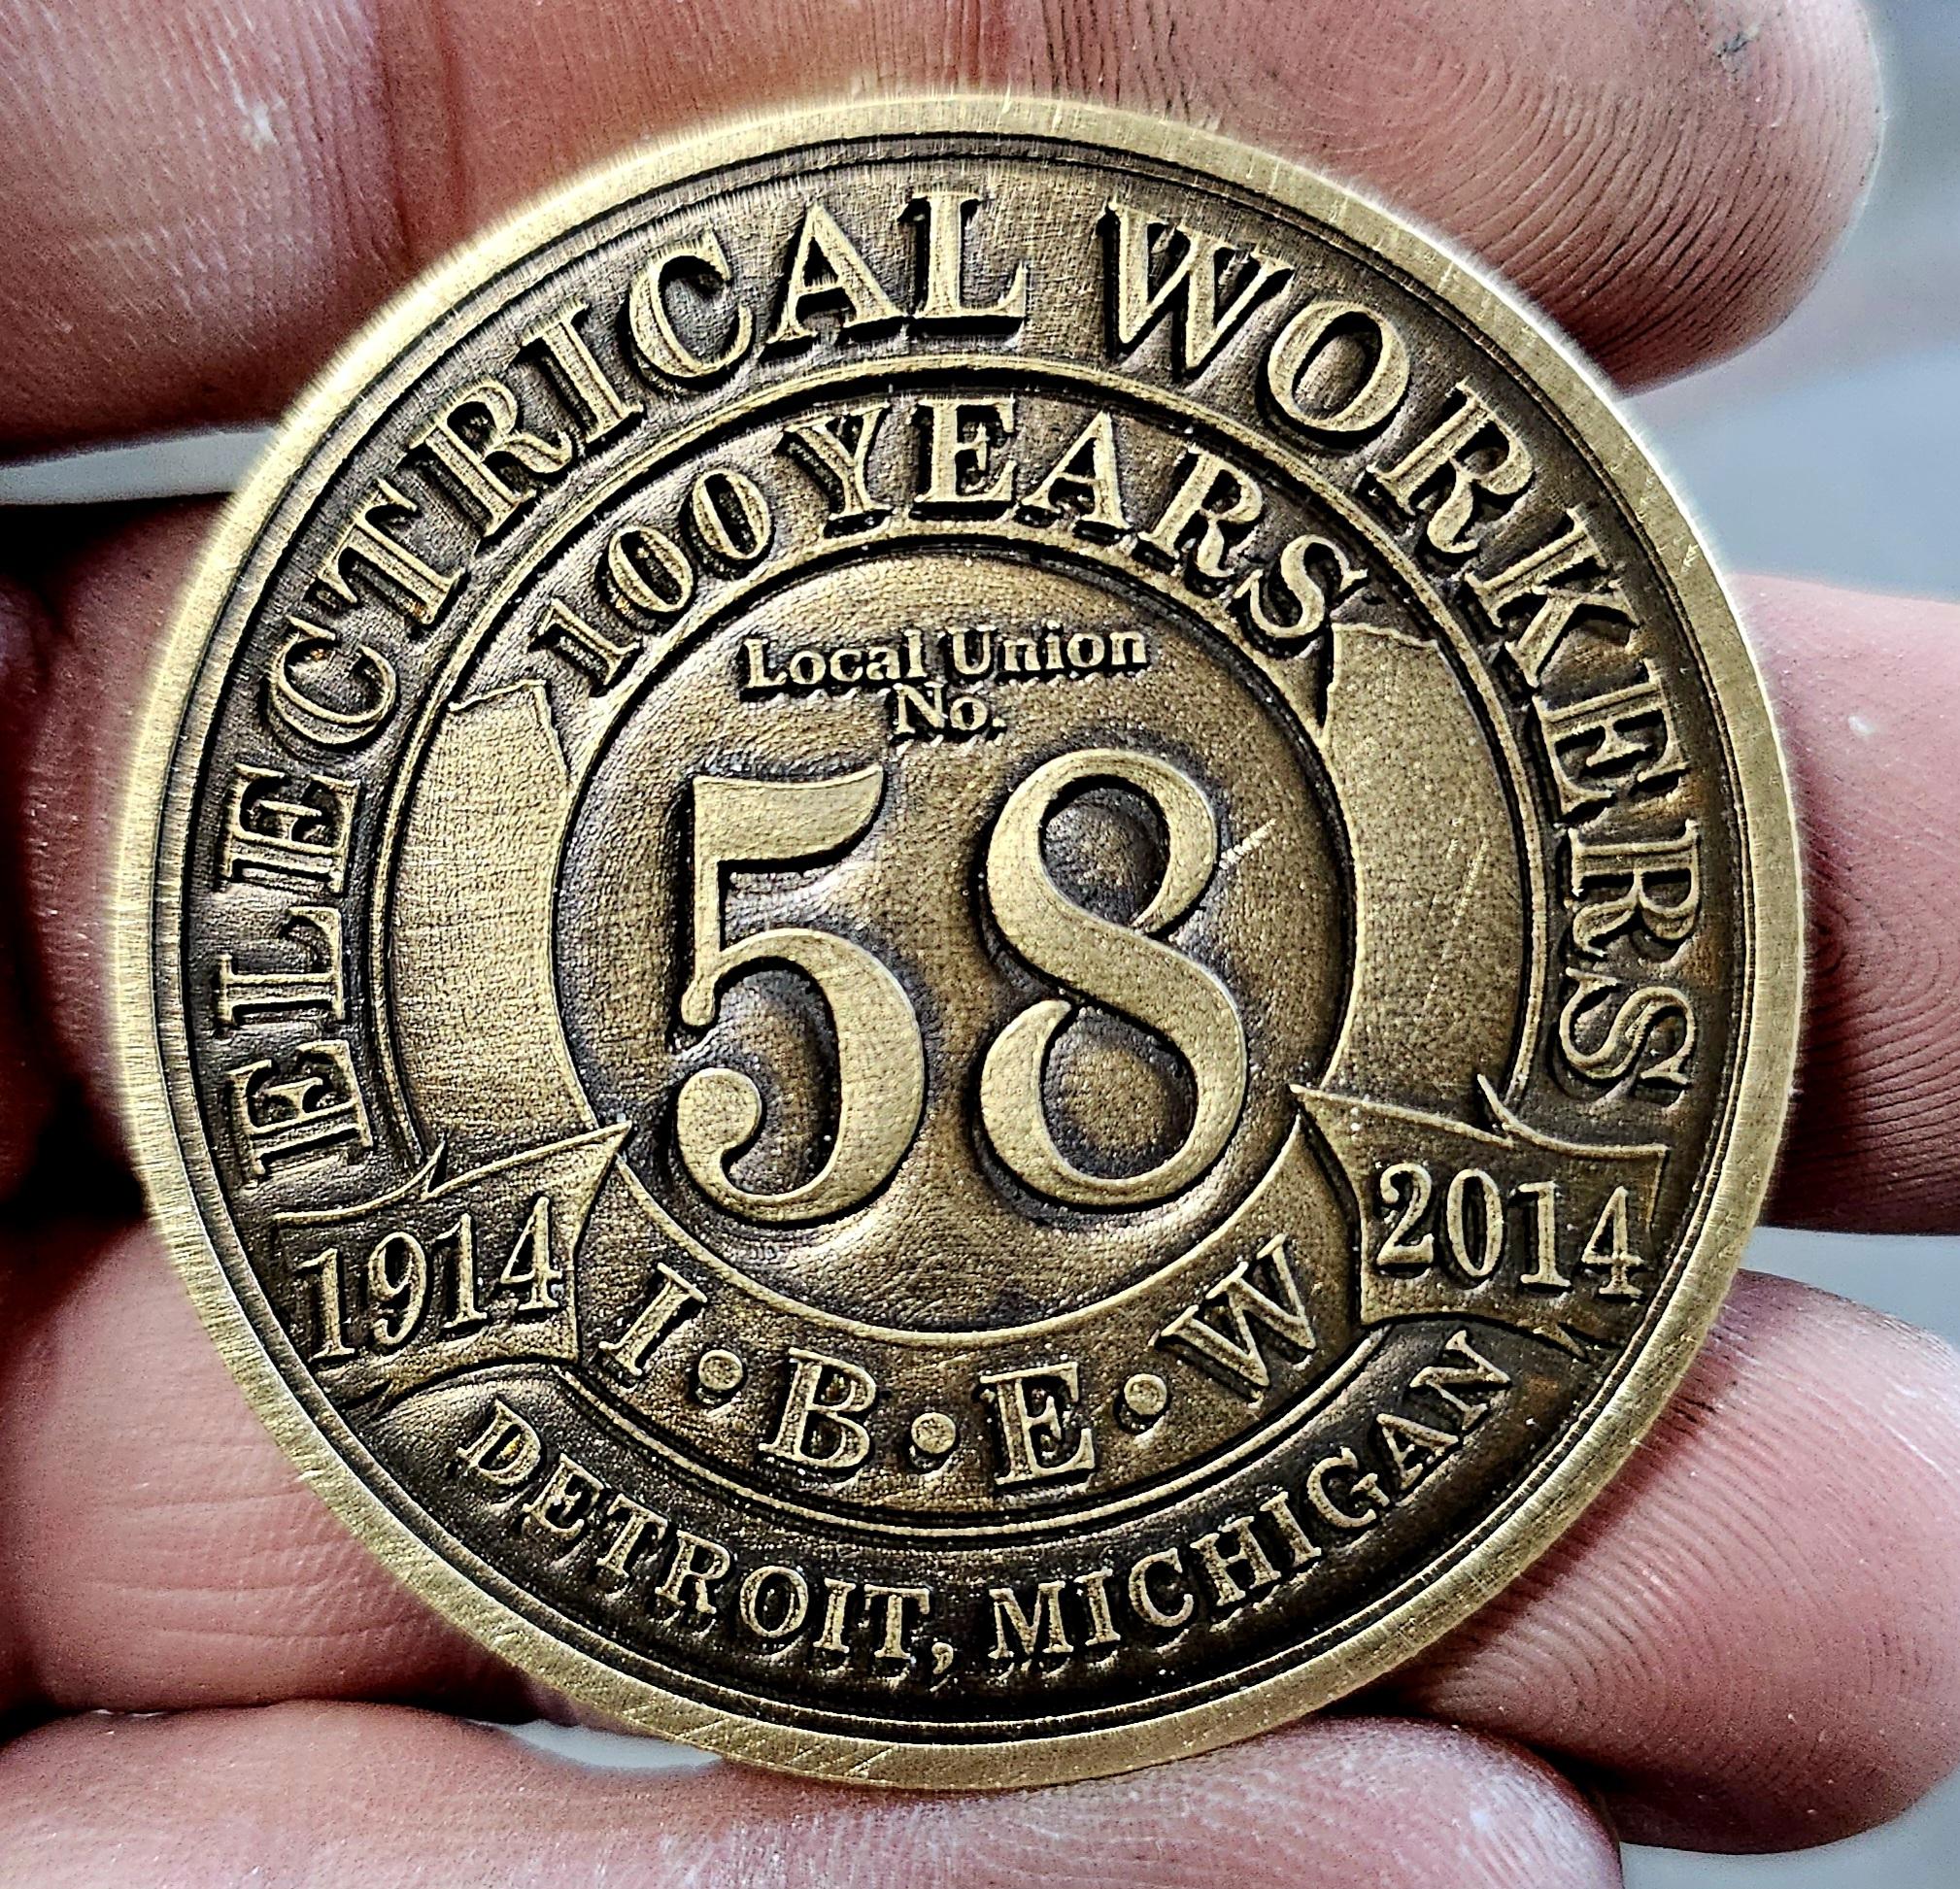 ELECTRICAL WORKERS
100 YEARS
Local Union
No.
58
1914
2014
I•B•E•W
DETROIT, MICHIGAN